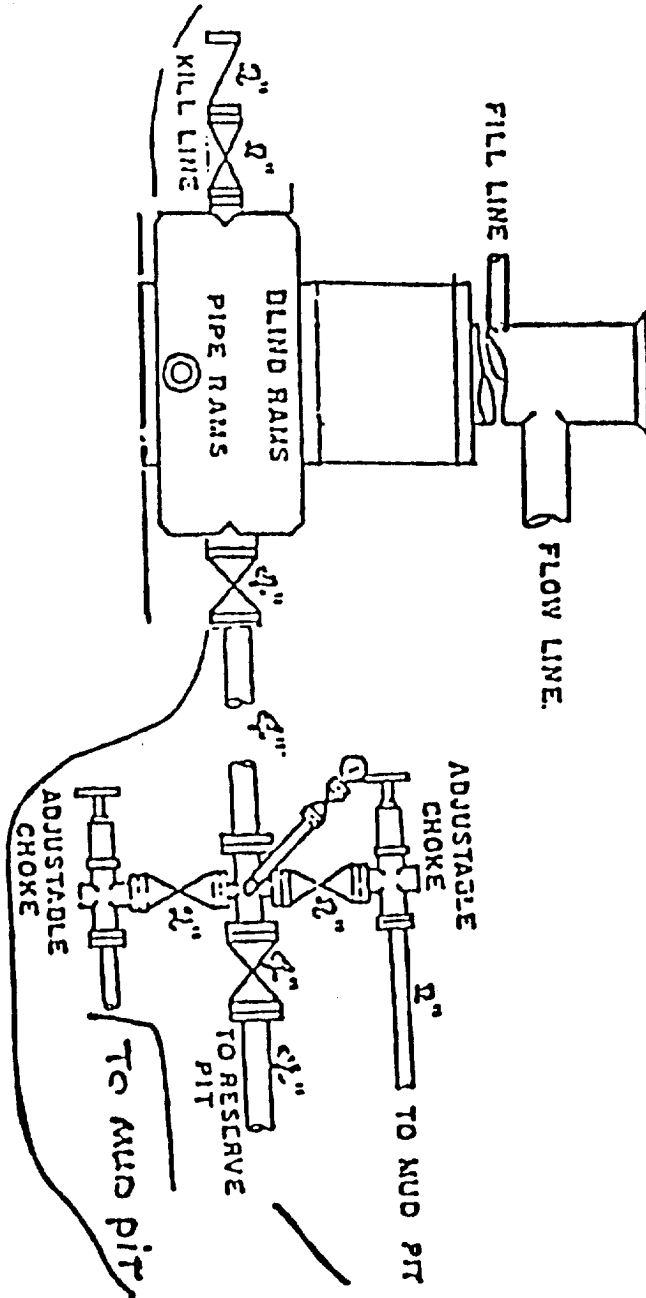 FILL LINE
FLOW LINE.
BLIND RAMS
PIPE RAMS
2"
2"
KILL LINE
4"
4"
ADJUSTABLE
CHOKE
2"
TO MUD PIT
2"
4"
4"
TO RESERVE
PIT
2"
ADJUSTABLE
CHOKE
TO MUD PIT